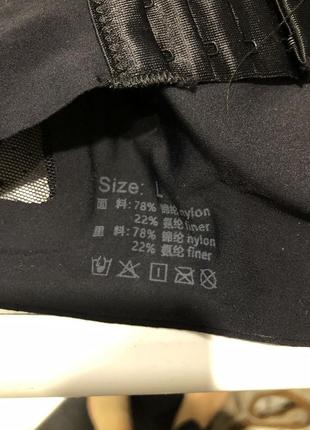 Size: L
面 料: 78% 锦纶 nylon
22% 氨纶 finer
里 料: 78% 锦纶 nylon
22% 氨纶 finer